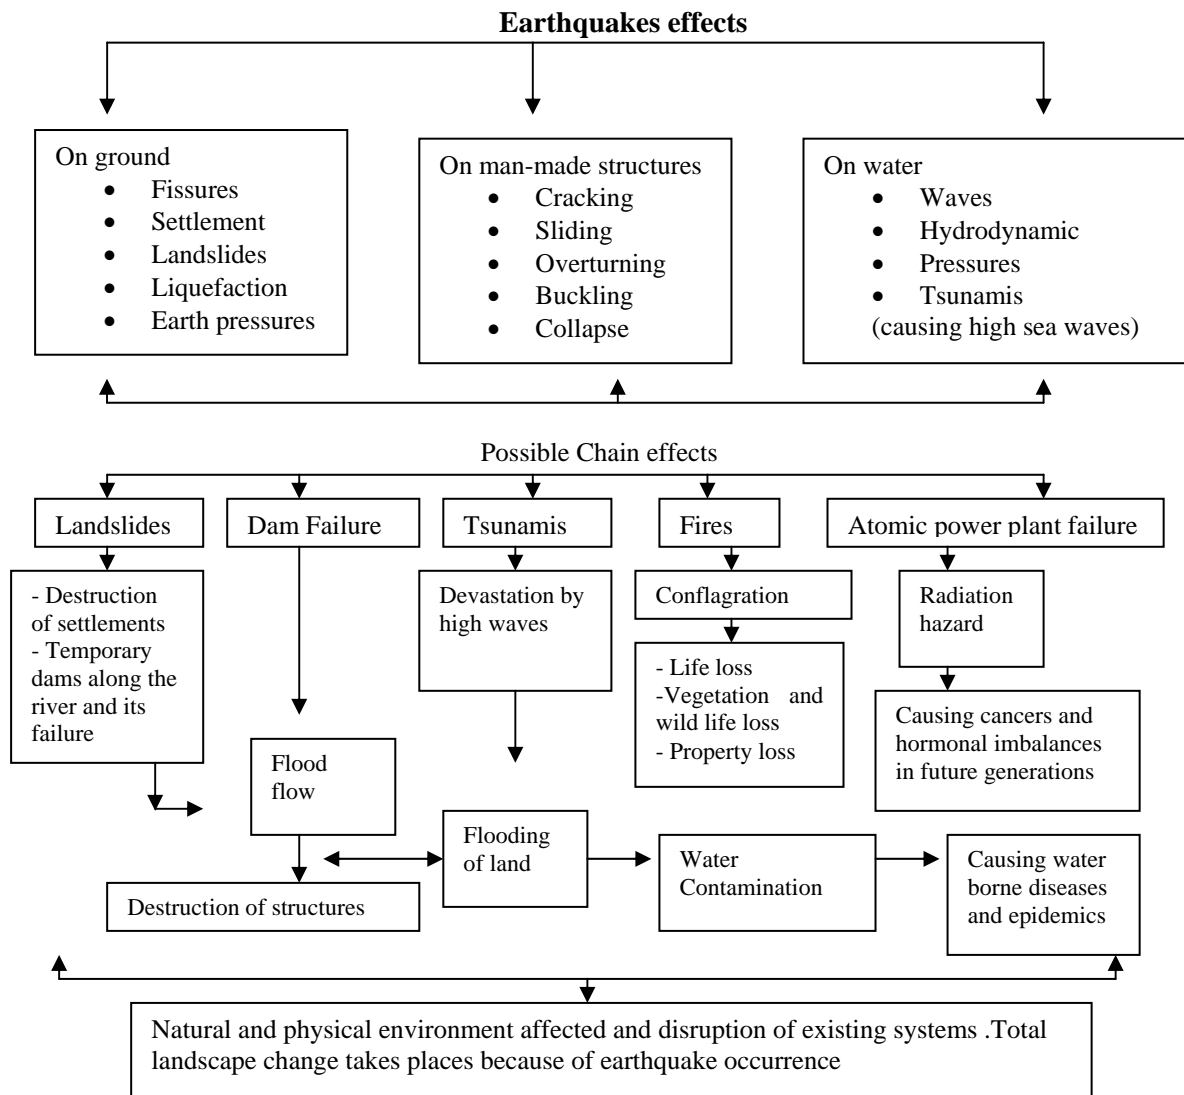 Earthquakes effects
On ground
• Fissures
• Settlement
• Landslides
• Liquefaction
• Earth pressures
On man-made structures
• Cracking
• Sliding
• Overturning
• Buckling
• Collapse
On water
• Waves
• Hydrodynamic
• Pressures
• Tsunamis
(causing high sea waves)
Possible Chain effects
Landslides
Dam Failure
Tsunamis
Fires
Atomic power plant failure
- Destruction
of settlements
- Temporary
dams along the
river and its
failure
Devastation by
high waves
Conflagration
Radiation
hazard
- Life loss
-Vegetation and
wild life loss
- Property loss
Causing cancers and
hormonal imbalances
in future generations
Flood
flow
Flooding
of land
Water
Contamination
Causing water
borne diseases
and epidemics
Destruction of structures
Natural and physical environment affected and disruption of existing systems .Total
landscape change takes places because of earthquake occurrence